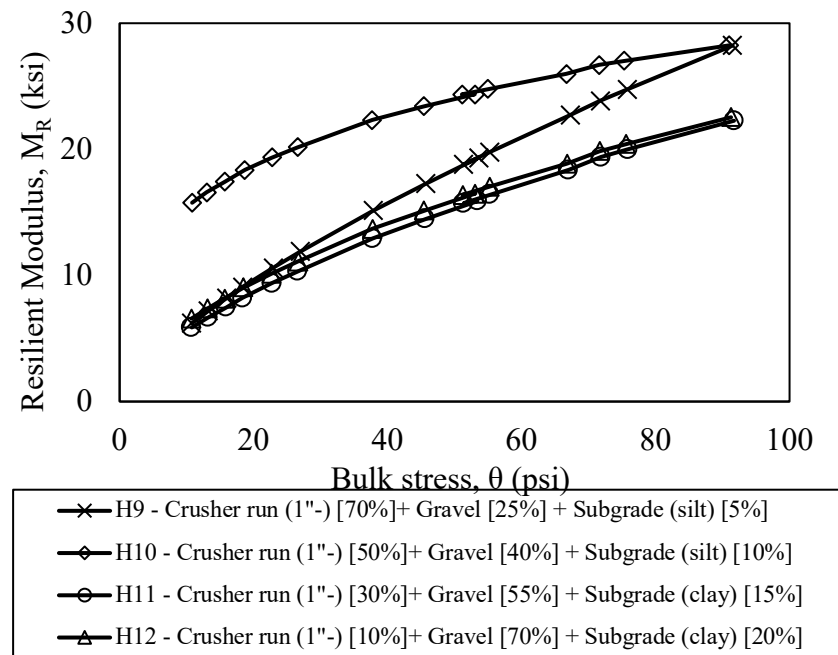 30
20
10
0
Resilient Modulus, M_R (ksi)
0 20 40 60 80 100
Bulk stress, θ (psi)
H9 - Crusher run (1"-) [70%]+ Gravel [25%] + Subgrade (silt) [5%]
H10 - Crusher run (1"-) [50%]+ Gravel [40%] + Subgrade (silt) [10%]
H11 - Crusher run (1"-) [30%]+ Gravel [55%] + Subgrade (clay) [15%]
H12 - Crusher run (1"-) [10%]+ Gravel [70%] + Subgrade (clay) [20%]